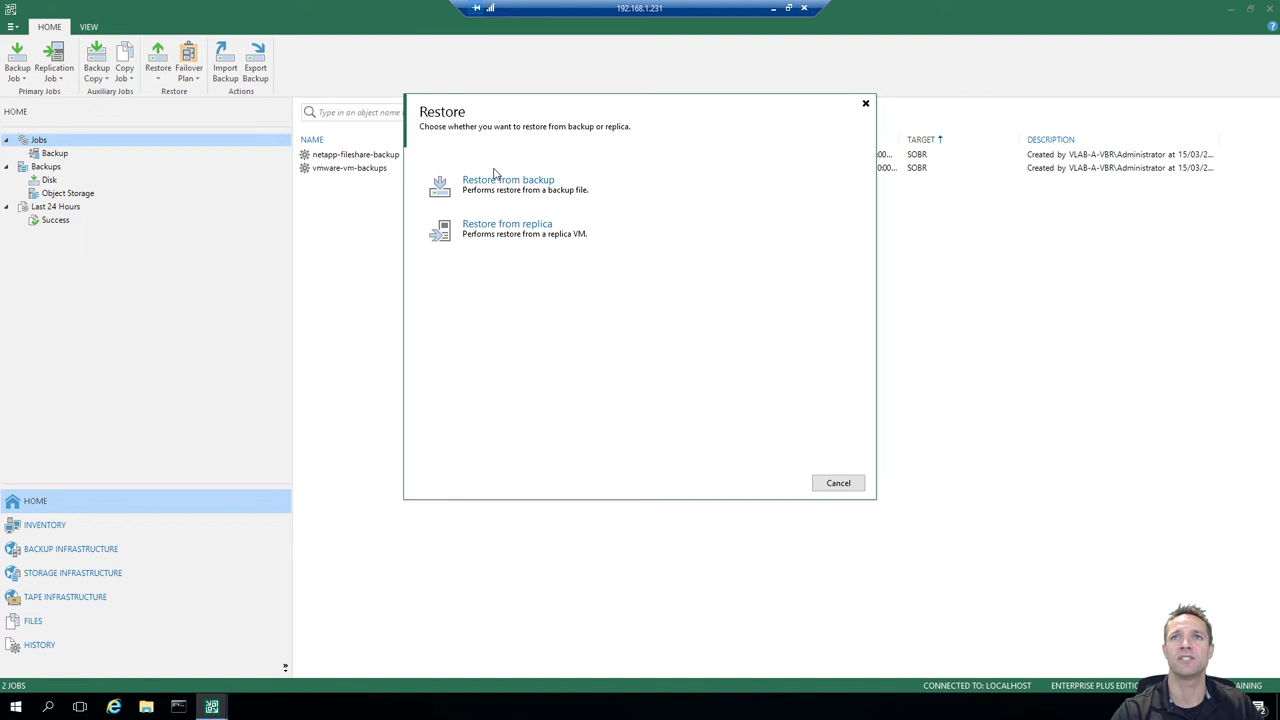 192.168.1.231
HOME
VIEW
Backup Job
Replication Job
Backup Copy
Copy Job
Restore
Failover Plan
Import Backup
Export Backup
Primary Jobs
Auxiliary Jobs
Restore
Actions
HOME
Jobs
Backup
Backups
Disk
Object Storage
Last 24 Hours
Success
Type in an object name
NAME
TARGET
DESCRIPTION
netapp-fileshare-backup
:00...
SOBR
Created by VLAB-A-VBR\Administrator at 15/03/2...
vmware-vm-backups
00...
SOBR
Created by VLAB-A-VBR\Administrator at 15/03/2...
Restore
Choose whether you want to restore from backup or replica.
Restore from backup
Performs restore from a backup file.
Restore from replica
Performs restore from a replica VM.
Cancel
HOME
INVENTORY
BACKUP INFRASTRUCTURE
STORAGE INFRASTRUCTURE
TAPE INFRASTRUCTURE
FILES
HISTORY
2 JOBS
CONNECTED TO: LOCALHOST
ENTERPRISE PLUS EDITI
AINING
2